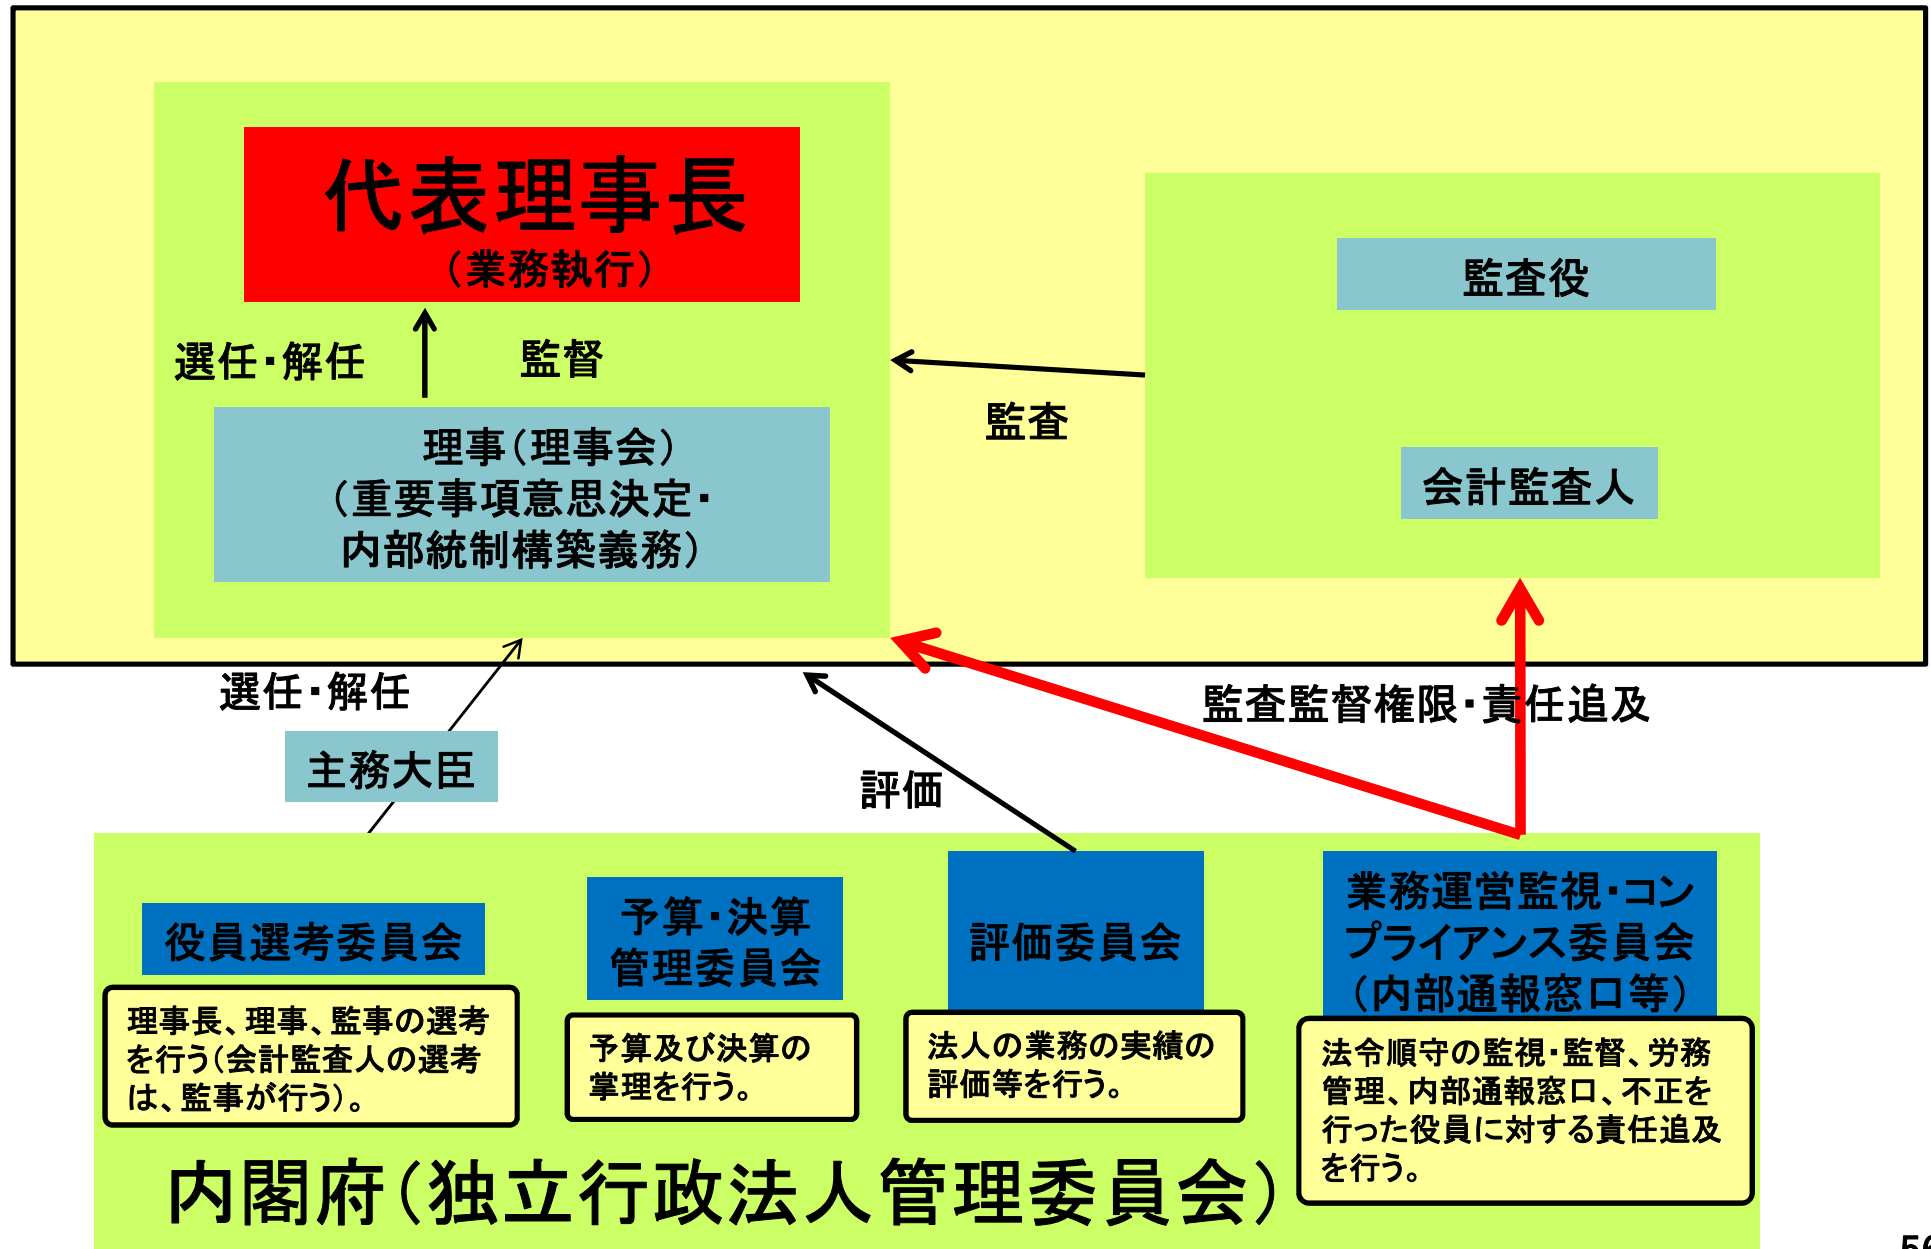 代表理事長
（業務執行）
選任・解任
監督
理事（理事会）
（重要事項意思決定・
内部統制構築義務）
監査
監査役
会計監査人
選任・解任
主務大臣
評価
監査監督権限・責任追及
役員選考委員会
理事長、理事、監事の選考
を行う（会計監査人の選考
は、監事が行う）。
予算・決算
管理委員会
予算及び決算の
掌理を行う。
評価委員会
法人の業務の実績の
評価等を行う。
業務運営監視・コン
プライアンス委員会
（内部通報窓口等）
法令順守の監視・監督、労務
管理、内部通報窓口、不正を
行った役員に対する責任追及
を行う。
内閣府（独立行政法人管理委員会）